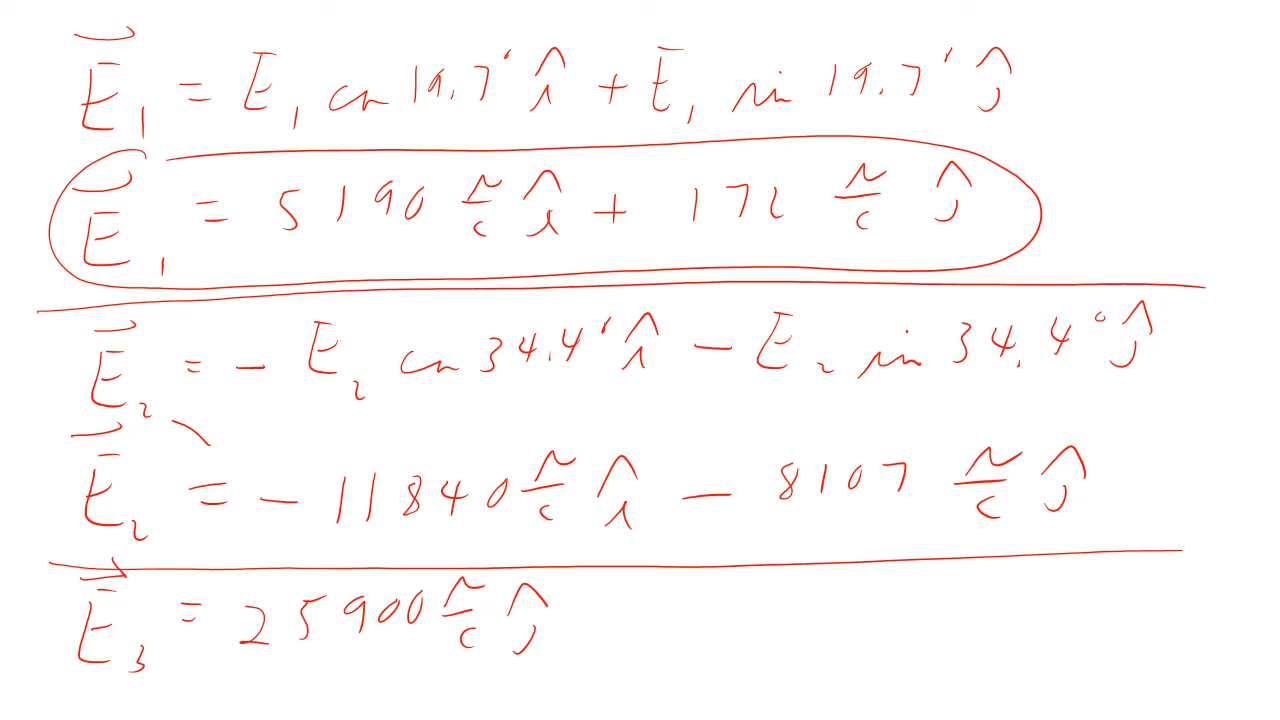 E⃗₁ = E₁ cos 19.7° î + E₁ sin 19.7° ĵ
E⃗₁ = 5190 N/C î + 172 N/C ĵ
E⃗₂ = - E₂ cos 34.4° î - E₂ sin 34.4° ĵ
E⃗₂ = - 11840 N/C î - 8107 N/C ĵ
E⃗₃ = 25900 N/C ĵ